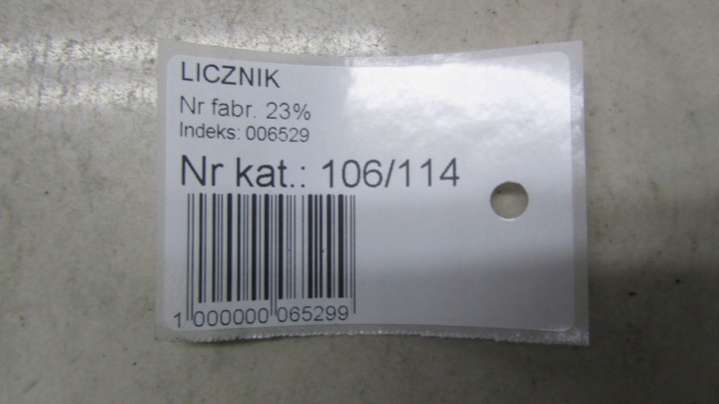 LICZNIK
Nr fabr. 23%
Indeks: 006529
Nr kat.: 106/114
1 000000 065299